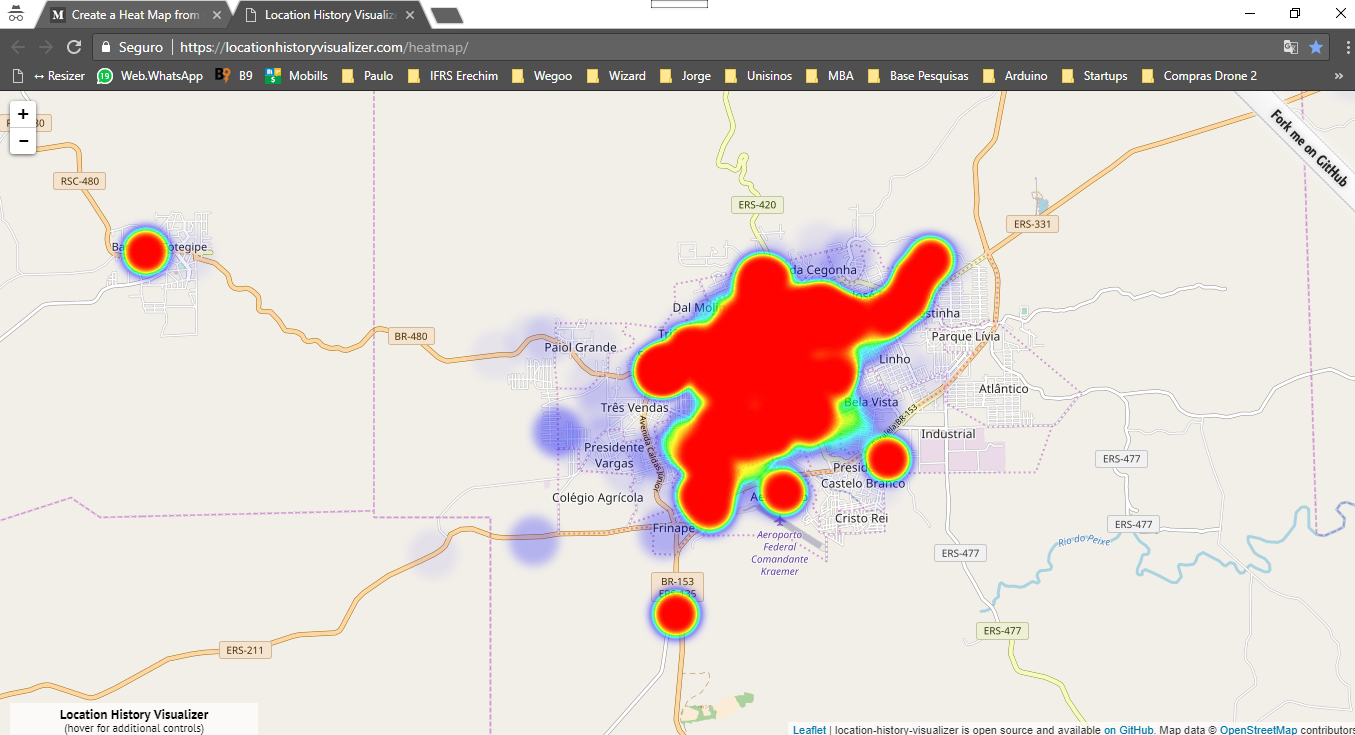 Create a Heat Map from
Location History Visualiz
Seguro
https://locationhistoryvisualizer.com/heatmap/
↔ Resizer
19
Web.WhatsApp
B9
B9
Mobills
Paulo
IFRS Erechim
Wegoo
Wizard
Jorge
Unisinos
MBA
Base Pesquisas
Arduino
Startups
Compras Drone 2
»
+
−
Fork me on GitHub
RSC-480
ERS-420
ERS-331
da Cegonha
Dal Moli
stinha
Parque Lívia
BR-480
Paiol Grande
Linho
Atlântico
Três Vendas
Bela Vista
BR-153
Industrial
Presidente
Vargas
ERS-477
Castelo Branco
Colégio Agrícola
Cristo Rei
Frinape
ERS-477
Aeroporto
Federal
Comandante
Kraemer
Rio do Peixe
ERS-477
BR-153
ERS-477
ERS-211
Location History Visualizer
(hover for additional controls)
Leaflet | location-history-visualizer is open source and available on GitHub. Map data © OpenStreetMap contributors